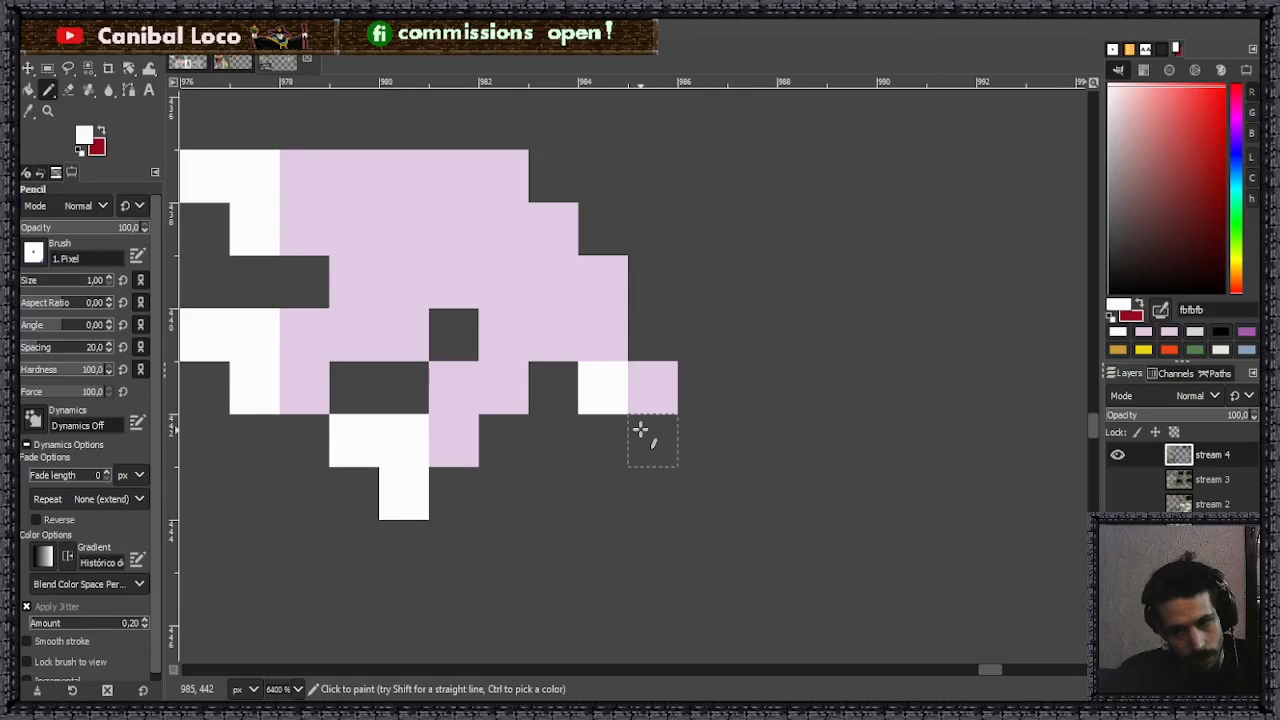 Canibal Loco
fi commissions open!
976 978 980 982 984 986 988 990 992
Pencil
Mode Normal
Opacity 100,0
Brush
1. Pixel
Size 1,00
Aspect Ratio 0,00
Angle 0,00
Spacing 20,0
Hardness 100,0
Force 100,0
Dynamics
Dynamics Off
Dynamics Options
Fade Options
Fade length 0 px
Repeat None (extend)
Reverse
Color Options
Gradient
Histórico d
Blend Color Space Per...
Apply Jitter
Amount 0,20
Smooth stroke
Lock brush to view
Incremental
985, 442 px 6400 % Click to paint (try Shift for a straight line, Ctrl to pick a color)
R
G
B
L
C
h
fbfbfb
Layers Channels Paths
Mode Normal
Opacity 100,0
Lock:
stream 4
stream 3
stream 2